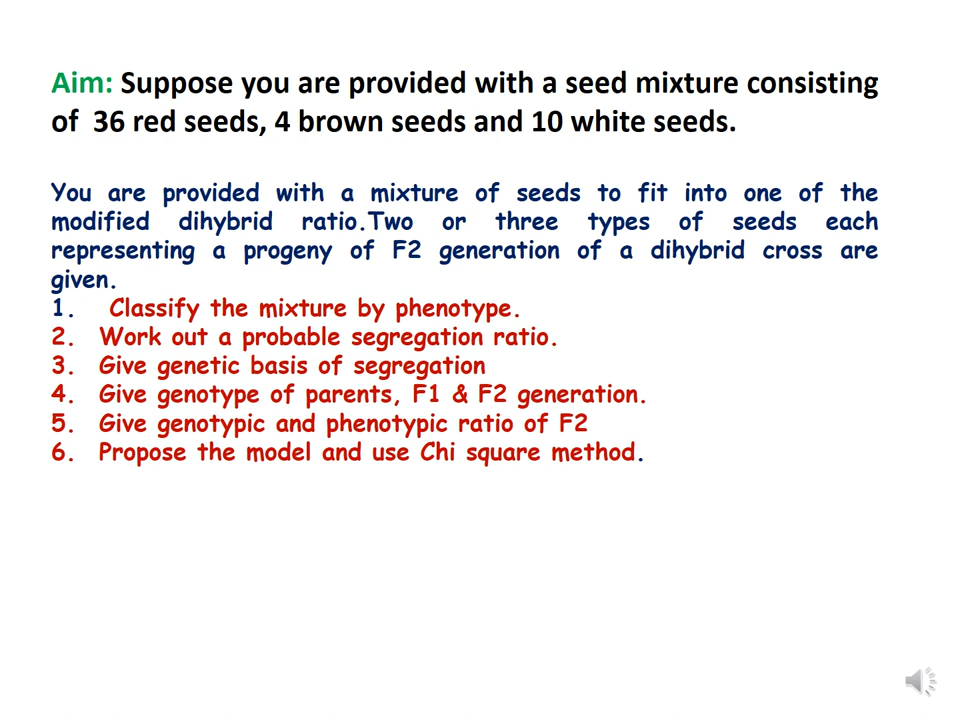 Aim: Suppose you are provided with a seed mixture consisting
of 36 red seeds, 4 brown seeds and 10 white seeds.
You are provided with a mixture of seeds to fit into one of the
modified dihybrid ratio.Two or three types of seeds each
representing a progeny of F2 generation of a dihybrid cross are
given.
1. Classify the mixture by phenotype.
2. Work out a probable segregation ratio.
3. Give genetic basis of segregation
4. Give genotype of parents, F1 & F2 generation.
5. Give genotypic and phenotypic ratio of F2
6. Propose the model and use Chi square method.